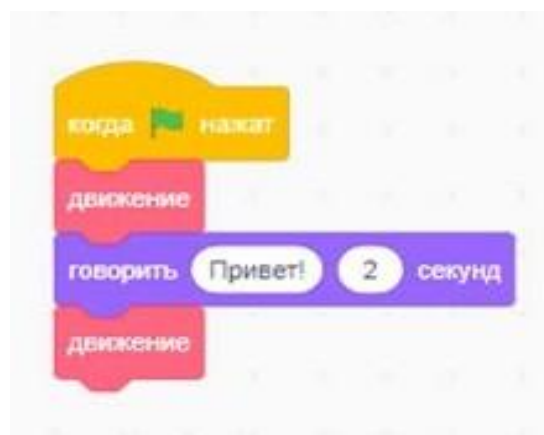 когда нажат
движение
говорить Привет! 2 секунд
движение